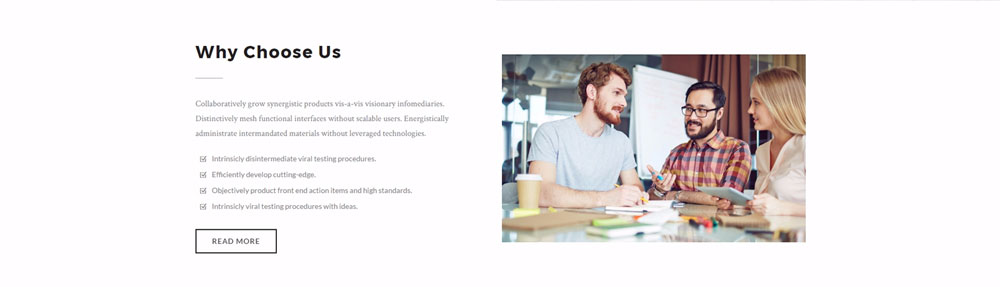 Why Choose Us
Collaboratively grow synergistic products vis-a-vis visionary infomediaries.
Distinctively mesh functional interfaces without scalable users. Energistically
administrate intermandated materials without leveraged technologies.
Intrinsicly disintermediate viral testing procedures.
Efficiently develop cutting-edge.
Objectively product front end action items and high standards.
Intrinsicly viral testing procedures with ideas.
READ MORE